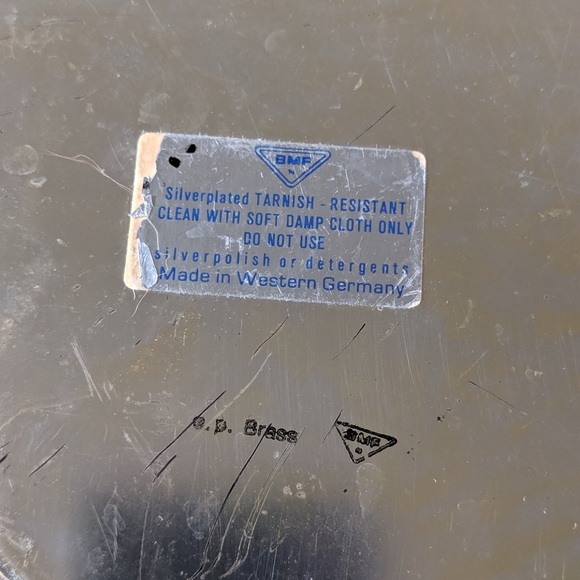 BMF
N
Silverplated TARNISH - RESISTANT
CLEAN WITH SOFT DAMP CLOTH ONLY
DO NOT USE
silverpolish or detergents
Made in Western Germany
e.p. Brass BMF